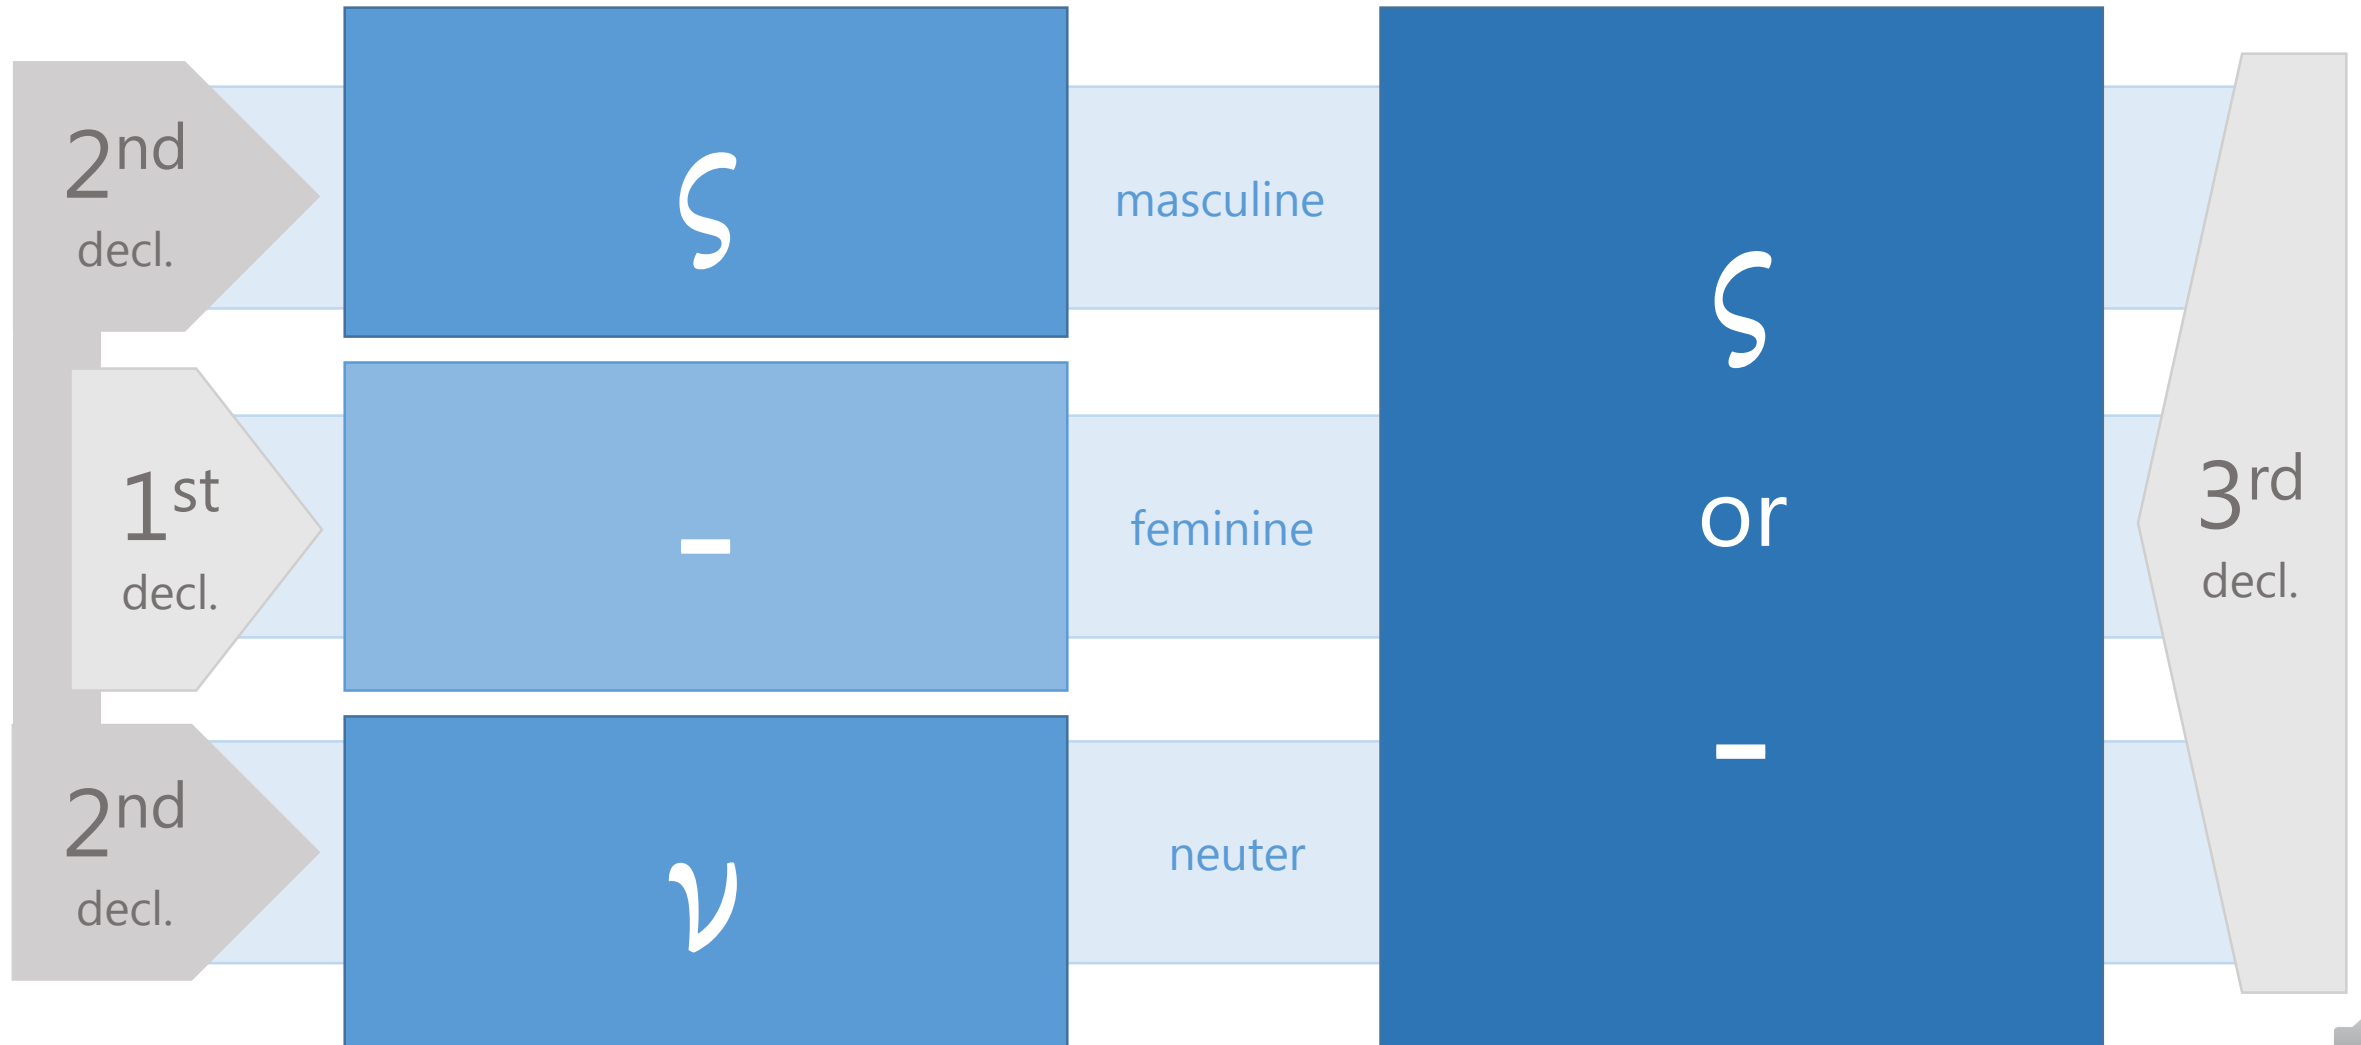 2nd
decl.
ς
masculine
1st
decl.
-
feminine
2nd
decl.
ν
neuter
ς
or
-
3rd
decl.